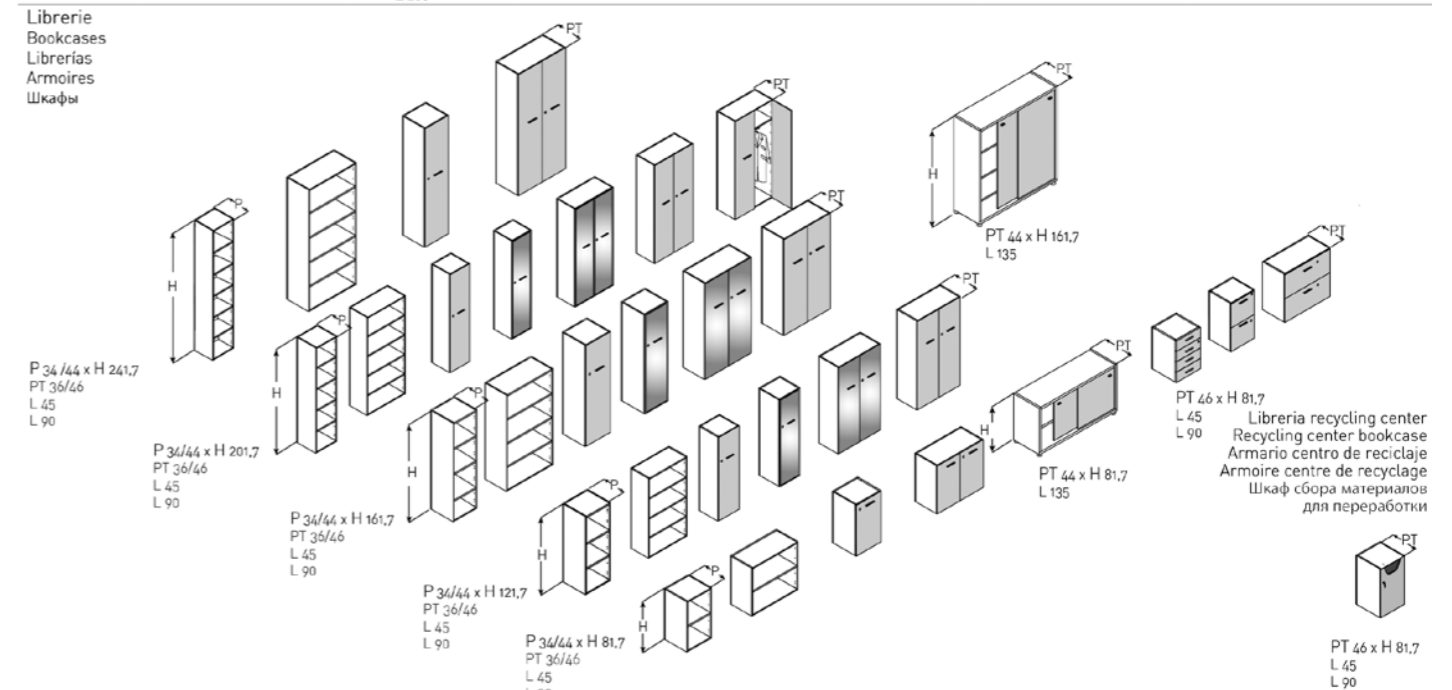 Librerie
Bookcases
Librerías
Armoires
Шкафы
PT
PT
PT
P
H
H
PT 44 x H 161,7
L 135
PT
PT
P 34/44 x H 241,7
PT 36/46
L 45
L 90
P
H
PT
P 34/44 x H 201,7
PT 36/46
L 45
L 90
P
H
PT
H
PT 46 x H 81,7
L 45
L 90
Libreria recycling center
Recycling center bookcase
Armario centro de reciclaje
Armoire centre de recyclage
Шкаф сбора материалов
для переработки
PT 44 x H 81,7
L 135
P 34/44 x H 161,7
PT 36/46
L 45
L 90
P
H
P 34/44 x H 121,7
PT 36/46
L 45
L 90
P
H
P 34/44 x H 81,7
PT 36/46
L 45
PT
PT 46 x H 81,7
L 45
L 90